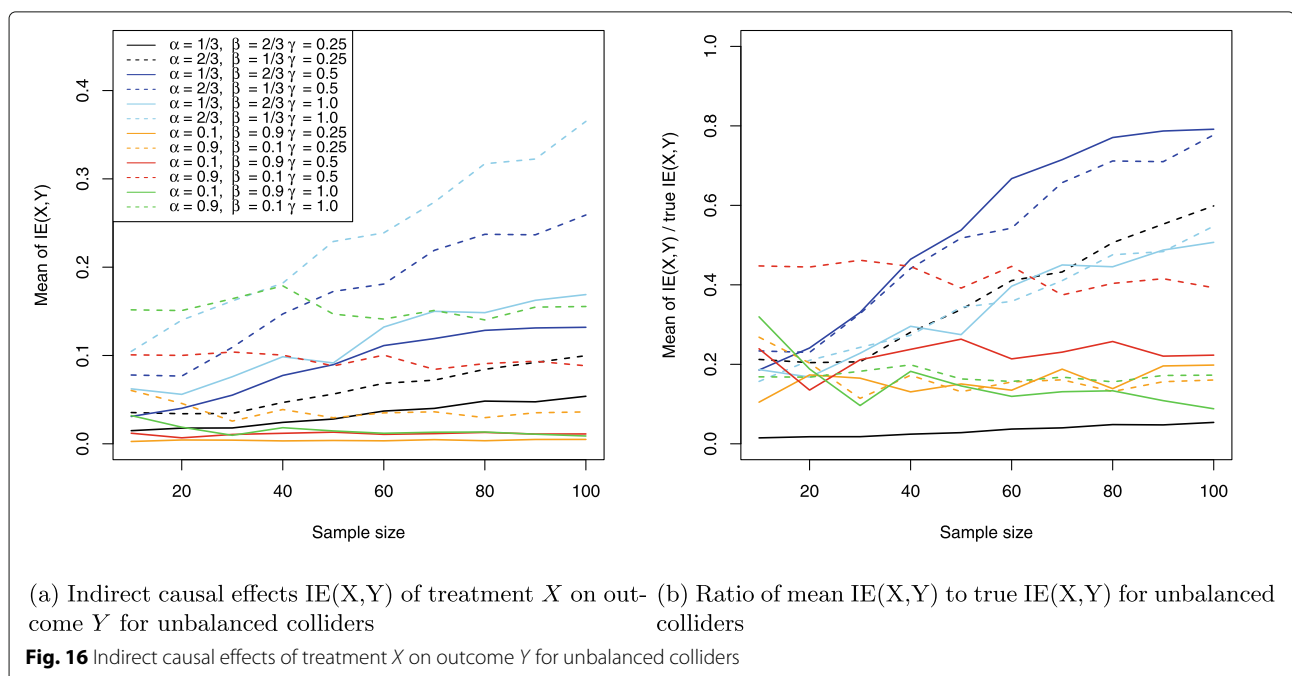 α = 1/3, β = 2/3 γ = 0.25
α = 2/3, β = 1/3 γ = 0.25
α = 1/3, β = 2/3 γ = 0.5
α = 2/3, β = 1/3 γ = 0.5
α = 1/3, β = 2/3 γ = 1.0
α = 2/3, β = 1/3 γ = 1.0
α = 0.1, β = 0.9 γ = 0.25
α = 0.9, β = 0.1 γ = 0.25
α = 0.1, β = 0.9 γ = 0.5
α = 0.9, β = 0.1 γ = 0.5
α = 0.1, β = 0.9 γ = 1.0
α = 0.9, β = 0.1 γ = 1.0
Mean of IE(X,Y)
0.4
0.3
0.2
0.1
0.0
20 40 60 80 100
Sample size
Mean of IE(X,Y) / true IE(X,Y)
1.0
0.8
0.6
0.4
0.2
0.0
20 40 60 80 100
Sample size
(a) Indirect causal effects IE(X,Y) of treatment X on out-
come Y for unbalanced colliders
(b) Ratio of mean IE(X,Y) to true IE(X,Y) for unbalanced
colliders
Fig. 16 Indirect causal effects of treatment X on outcome Y for unbalanced colliders